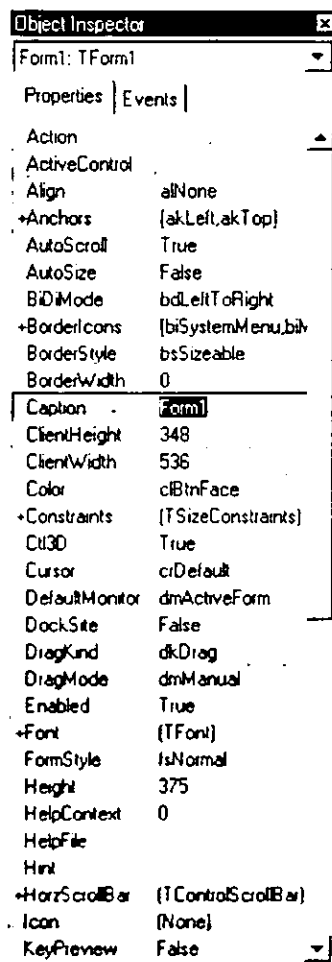 Object Inspector
Form1: TForm1
Properties Events
Action
ActiveControl
Align alNone
+Anchors [akLeft,akTop]
AutoScroll True
AutoSize False
BiDiMode bdLeftToRight
+BorderIcons [biSystemMenu,biM
BorderStyle bsSizeable
BorderWidth 0
Caption Form1
ClientHeight 348
ClientWidth 536
Color clBtnFace
+Constraints (TSizeConstraints)
Ctl3D True
Cursor crDefault
DefaultMonitor dmActiveForm
DockSite False
DragKind dkDrag
DragMode dmManual
Enabled True
+Font (TFont)
FormStyle fsNormal
Height 375
HelpContext 0
HelpFile
Hint
+HorzScrollBar (TControlScrollBar)
Icon (None)
KeyPreview False